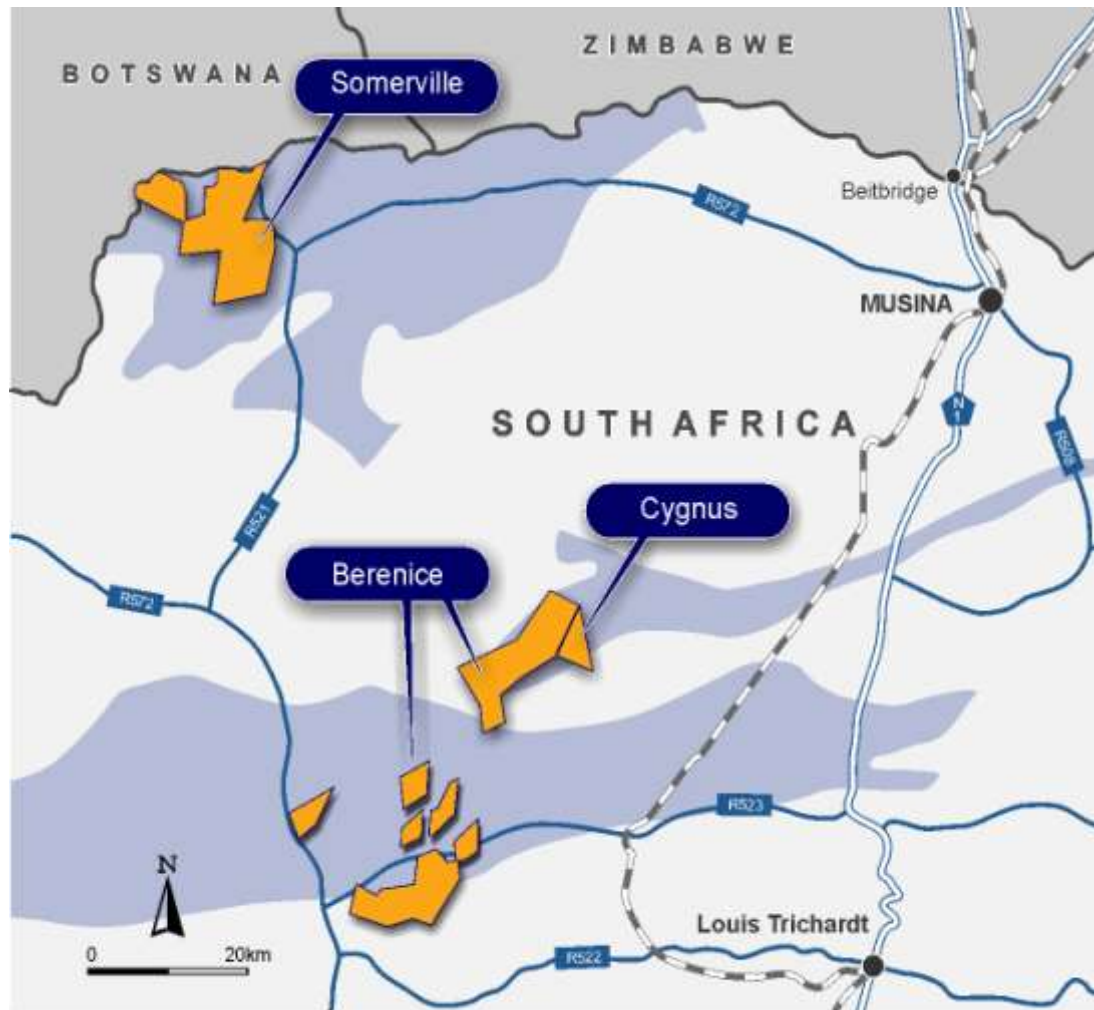 ZIMBABWE
BOTSWANA
Somerville
Beitbridge
R572
MUSINA
N1
SOUTH AFRICA
R508
Cygnus
R521
Berenice
R572
R523
N
Louis Trichardt
0 20km
R522